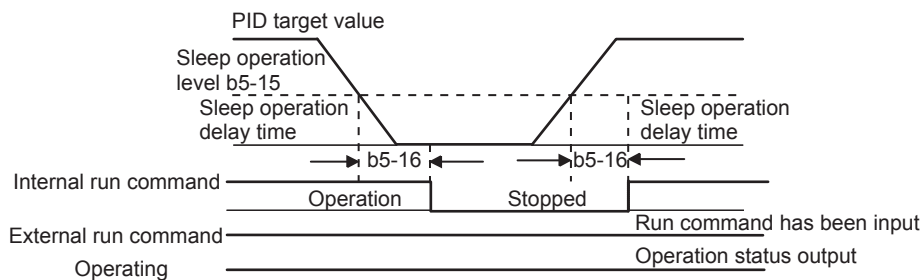 PID target value
Sleep operation
level b5-15
Sleep operation
delay time
Sleep operation
delay time
b5-16
b5-16
Internal run command
Operation
Stopped
Run command has been input
External run command
Operation status output
Operating